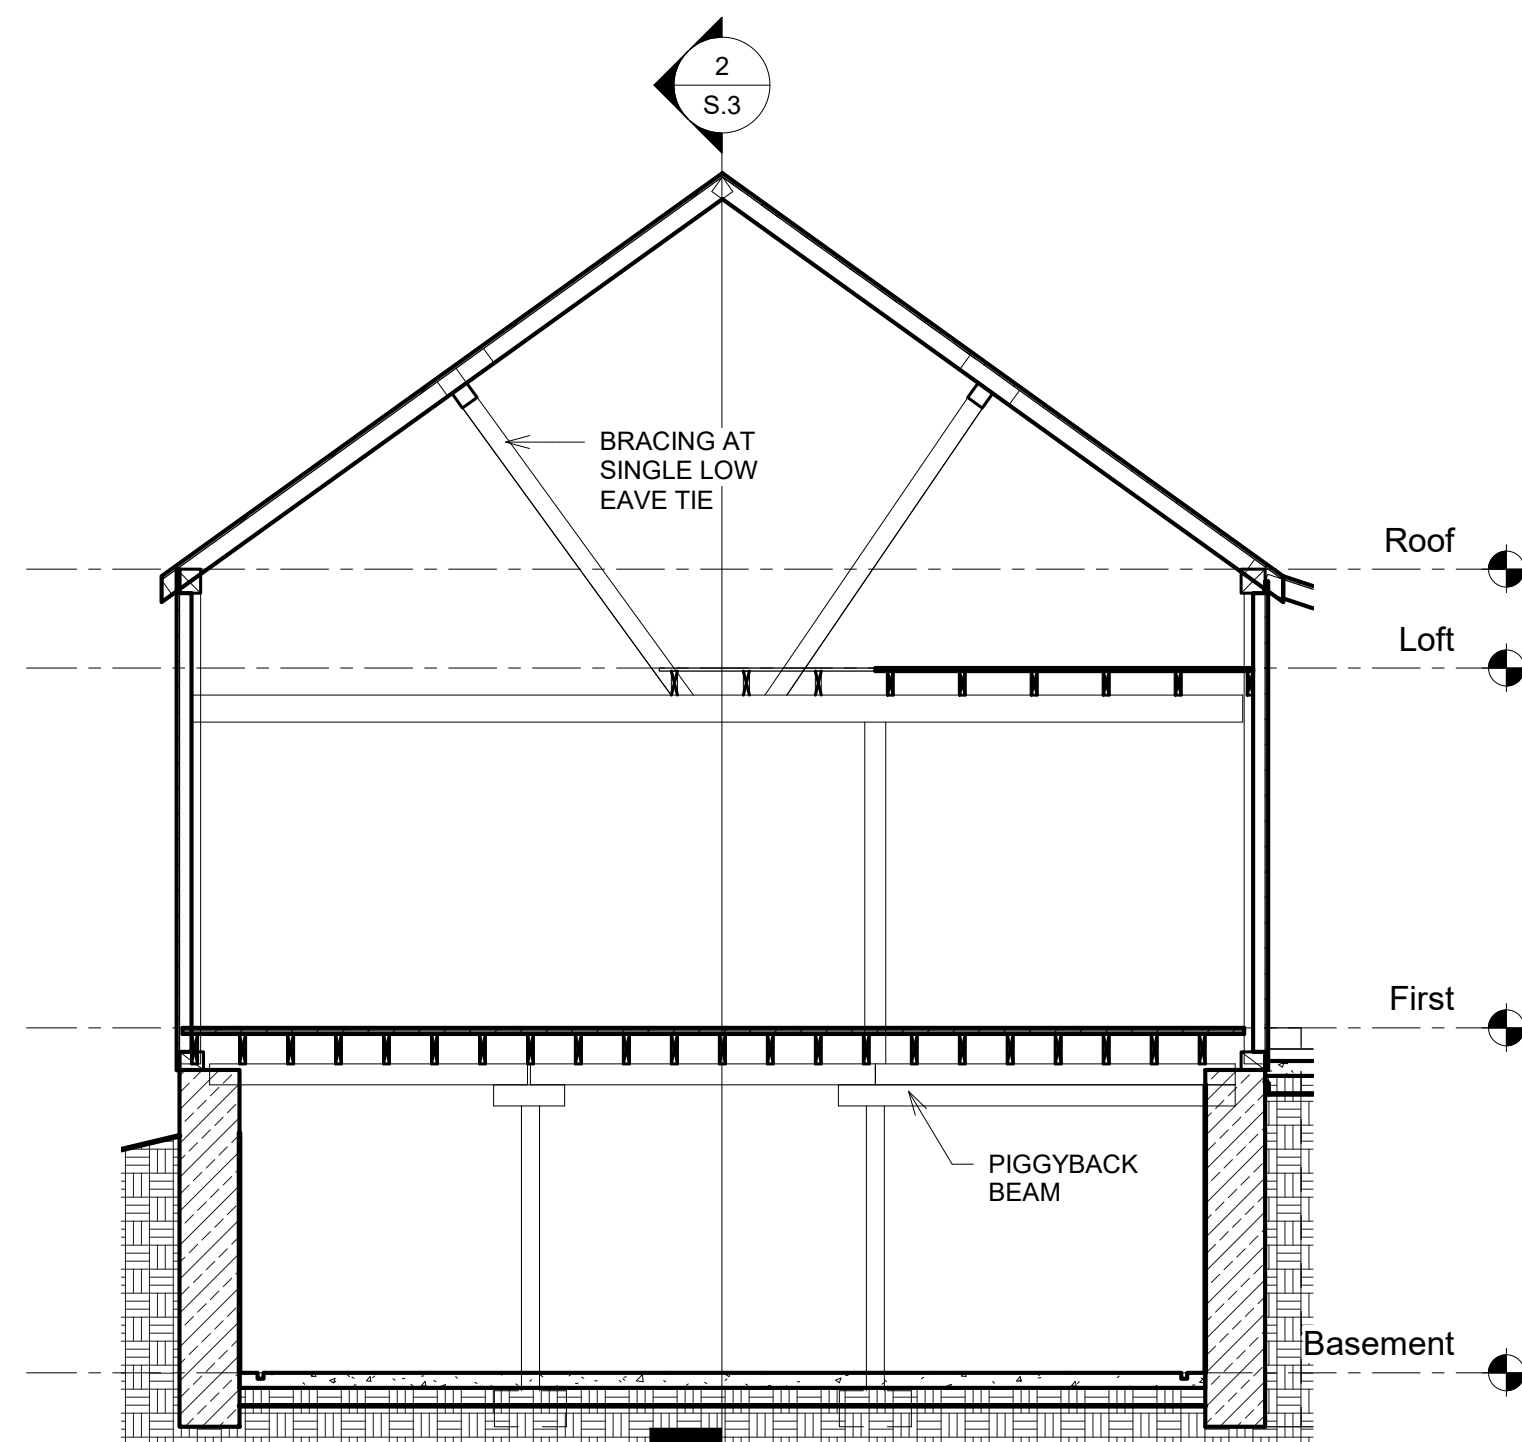 2
S.3
BRACING AT
SINGLE LOW
EAVE TIE
Roof
Loft
First
PIGGYBACK
BEAM
Basement